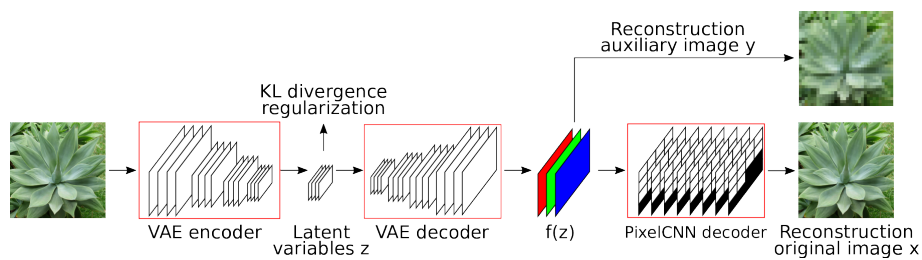 Reconstruction
auxiliary image y
KL divergence
regularization
VAE encoder
Latent
variables z
VAE decoder
f(z)
PixelCNN decoder
Reconstruction
original image x